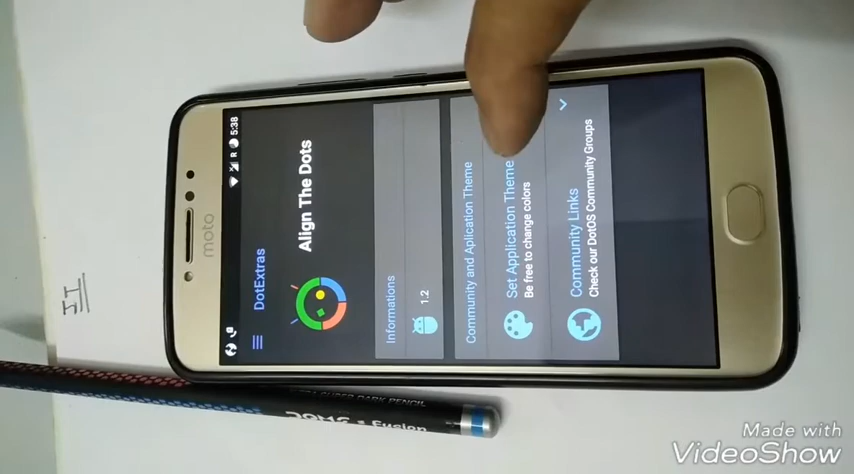 moto
R 5:38
DotExtras
Align The Dots
Informations
1.2
Community and Aplication Theme
Set Application Theme
Be free to change colors
Community Links
Check our DotOS Community Groups
SUPER DARK PENCIL
DOMS Fusion
Made with
VideoShow